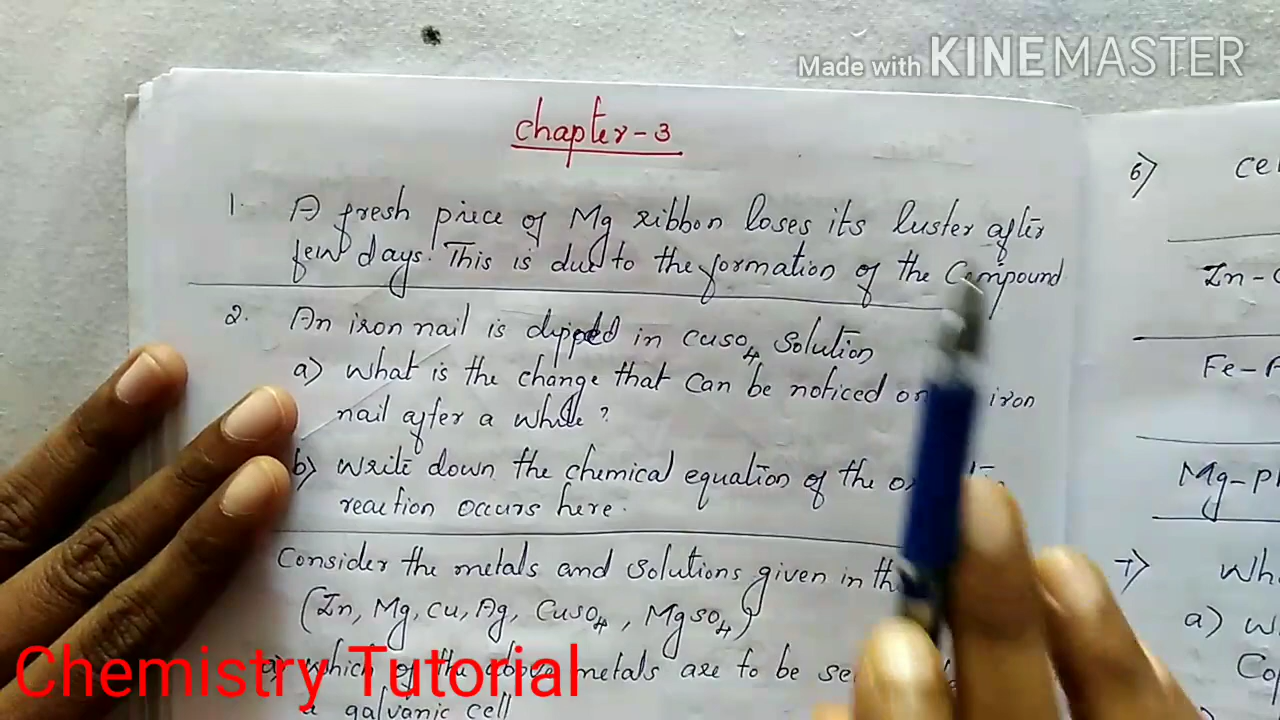 Made with KINEMASTER
Chapter-3
1. A fresh piece of Mg ribbon loses its luster after
few days. This is due to the formation of the Compound
2. An iron nail is dipped in CuSO4 Solution
a) What is the change that can be noticed on iron
nail after a while?
b) Write down the chemical equation of the
reaction occurs here.
Consider the metals and solutions given in
(Zn, Mg, Cu, Ag, CuSO4, MgSO4)
a) which of the above metals are to be
a galvanic cell
6)
Zn-
Fe-
Mg-
7)
a)
Chemistry Tutorial